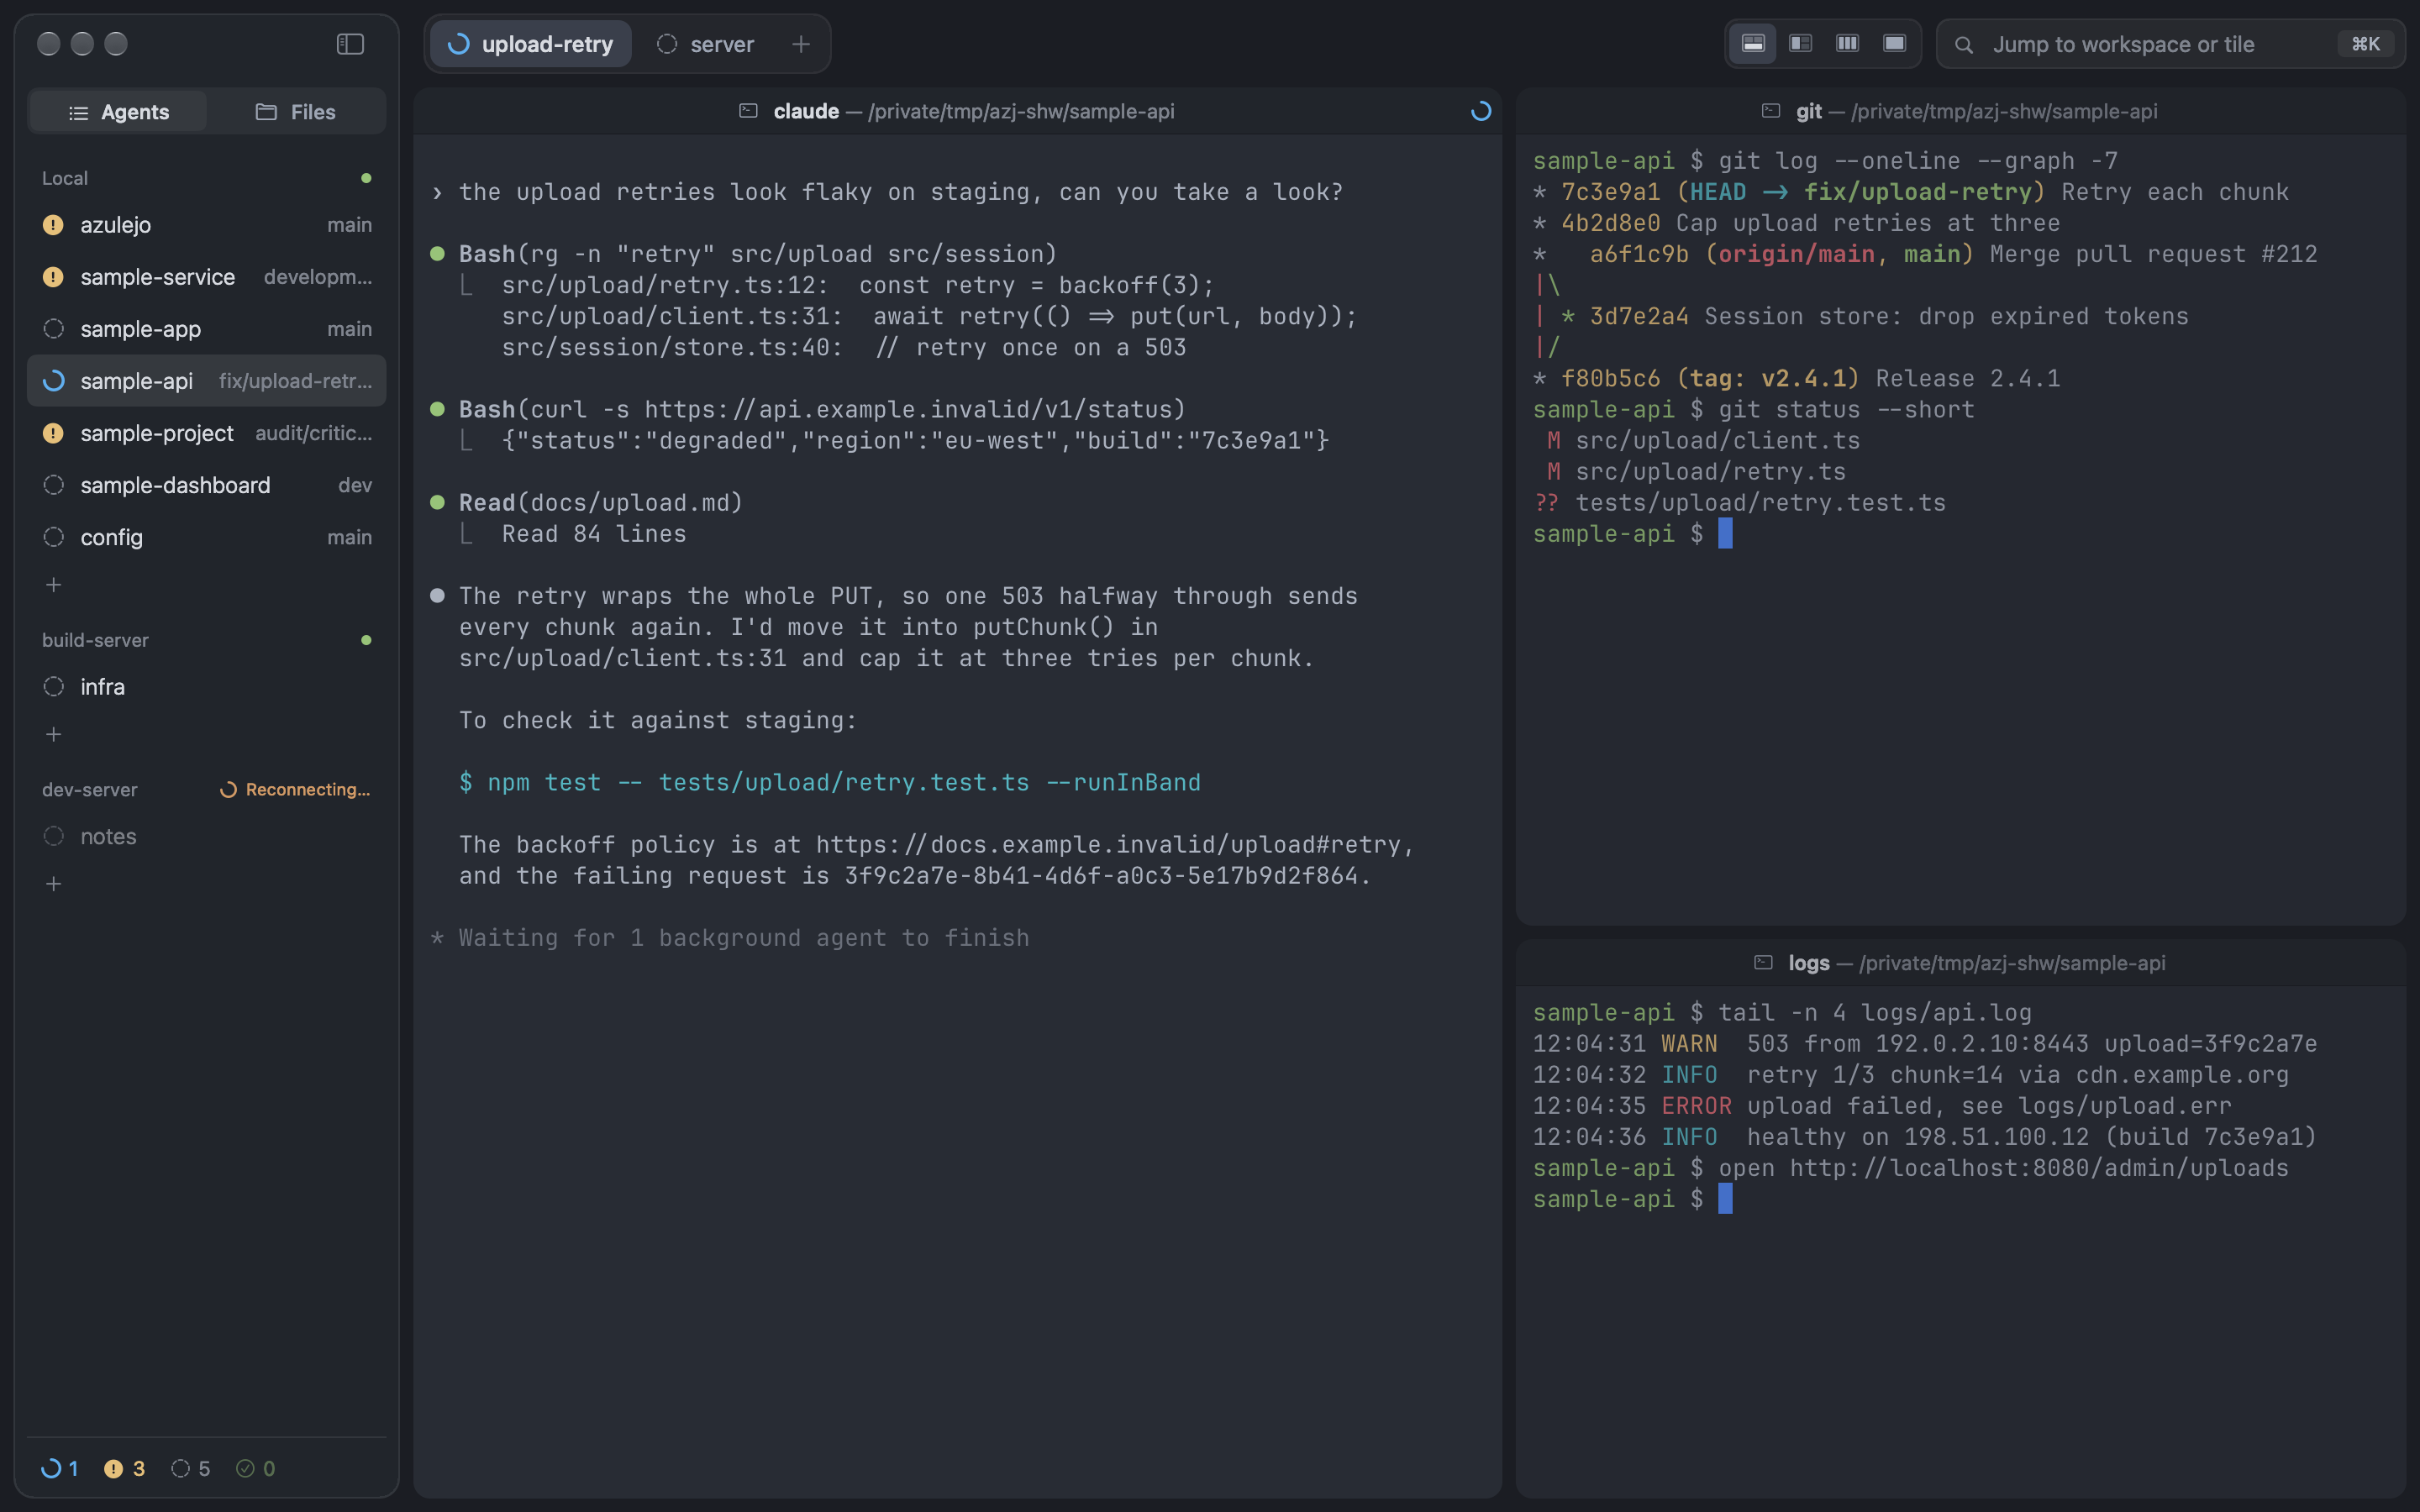 Agents
Files
Local
azulejo main
sample-service developm...
sample-app main
sample-api fix/upload-retr...
sample-project audit/critic...
sample-dashboard dev
config main
+
build-server
infra
+
dev-server Reconnecting...
notes
+
1 3 5 0
upload-retry server +
Jump to workspace or tile ⌘K
claude — /private/tmp/azj-shw/sample-api
› the upload retries look flaky on staging, can you take a look?
Bash(rg -n "retry" src/upload src/session)
src/upload/retry.ts:12:  const retry = backoff(3);
src/upload/client.ts:31:  await retry(() => put(url, body));
src/session/store.ts:40:  // retry once on a 503
Bash(curl -s https://api.example.invalid/v1/status)
{"status":"degraded","region":"eu-west","build":"7c3e9a1"}
Read(docs/upload.md)
Read 84 lines
The retry wraps the whole PUT, so one 503 halfway through sends
every chunk again. I'd move it into putChunk() in
src/upload/client.ts:31 and cap it at three tries per chunk.
To check it against staging:
$ npm test -- tests/upload/retry.test.ts --runInBand
The backoff policy is at https://docs.example.invalid/upload#retry,
and the failing request is 3f9c2a7e-8b41-4d6f-a0c3-5e17b9d2f864.
* Waiting for 1 background agent to finish
git — /private/tmp/azj-shw/sample-api
sample-api $ git log --oneline --graph -7
* 7c3e9a1 (HEAD -> fix/upload-retry) Retry each chunk
* 4b2d8e0 Cap upload retries at three
*   a6f1c9b (origin/main, main) Merge pull request #212
|\
| * 3d7e2a4 Session store: drop expired tokens
|/
* f80b5c6 (tag: v2.4.1) Release 2.4.1
sample-api $ git status --short
 M src/upload/client.ts
 M src/upload/retry.ts
?? tests/upload/retry.test.ts
sample-api $
logs — /private/tmp/azj-shw/sample-api
sample-api $ tail -n 4 logs/api.log
12:04:31 WARN  503 from 192.0.2.10:8443 upload=3f9c2a7e
12:04:32 INFO  retry 1/3 chunk=14 via cdn.example.org
12:04:35 ERROR upload failed, see logs/upload.err
12:04:36 INFO  healthy on 198.51.100.12 (build 7c3e9a1)
sample-api $ open http://localhost:8080/admin/uploads
sample-api $